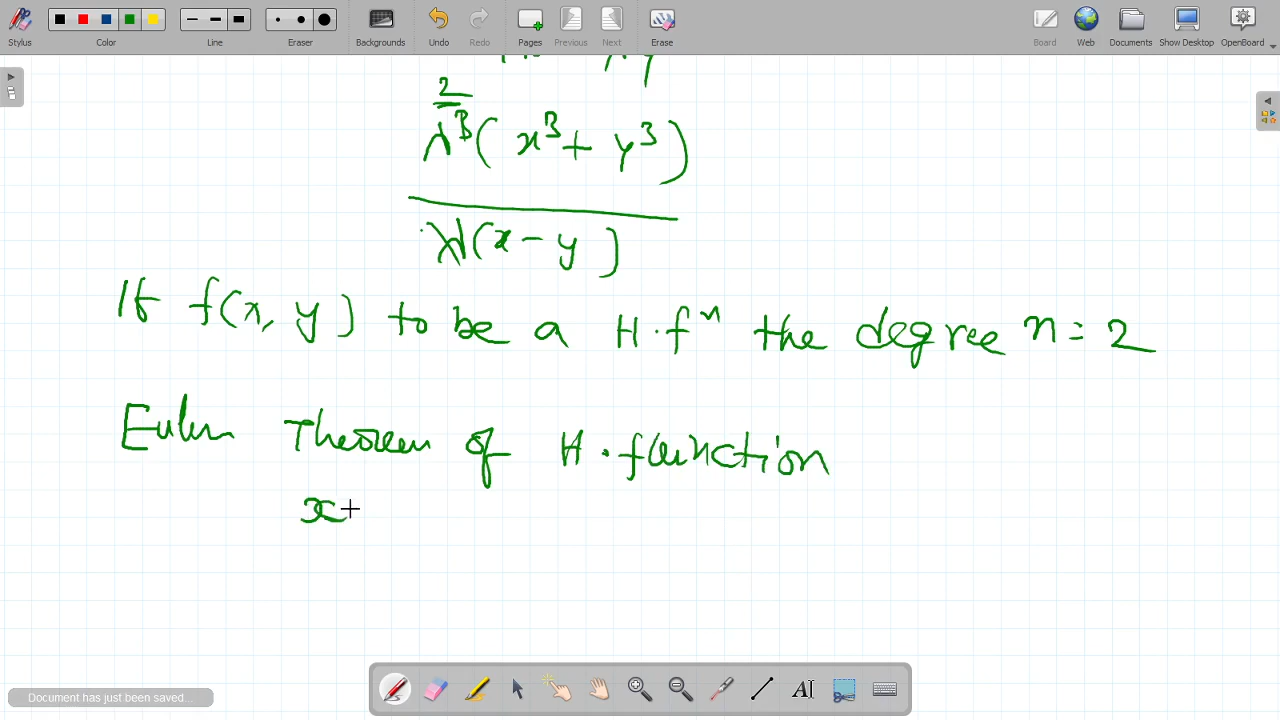 Stylus Color Line Eraser Backgrounds Undo Redo Pages Previous Next Erase Board Web Documents Show Desktop OpenBoard
2
λ³( x³ + y³ )
λ(x - y )
If f(x, y) to be a H.fⁿ the degree n = 2
Euler Theorem of H.function
x
Document has just been saved...